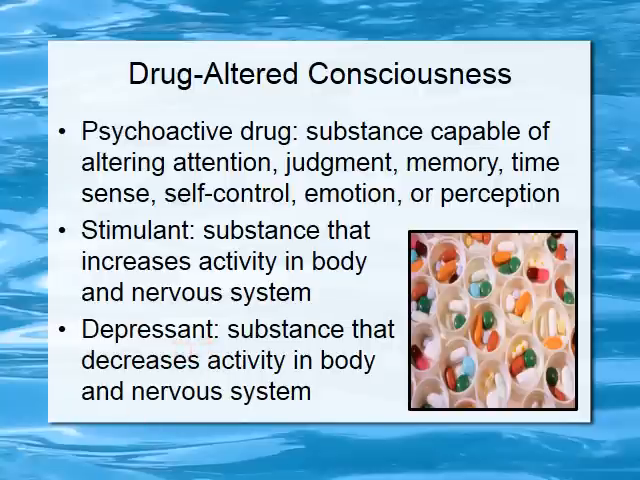 Drug-Altered Consciousness
• Psychoactive drug: substance capable of
altering attention, judgment, memory, time
sense, self-control, emotion, or perception
• Stimulant: substance that
increases activity in body
and nervous system
• Depressant: substance that
decreases activity in body
and nervous system